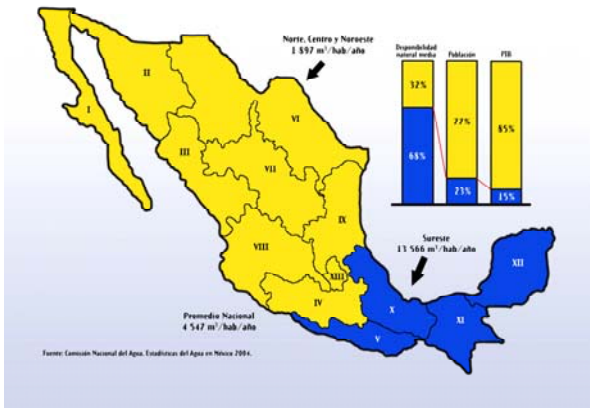 Norte, Centro y Noroeste
1 897 m³/hab/año
Disponibilidad
natural media
Población
PIB
32%
77%
85%
68%
23%
15%
I
II
III
VI
VII
VIII
IX
XIII
IV
Sureste
13 566 m³/hab/año
XII
X
XI
V
Promedio Nacional
4 547 m³/hab/año
Fuente: Comisión Nacional del Agua. Estadísticas del Agua en México 2004.